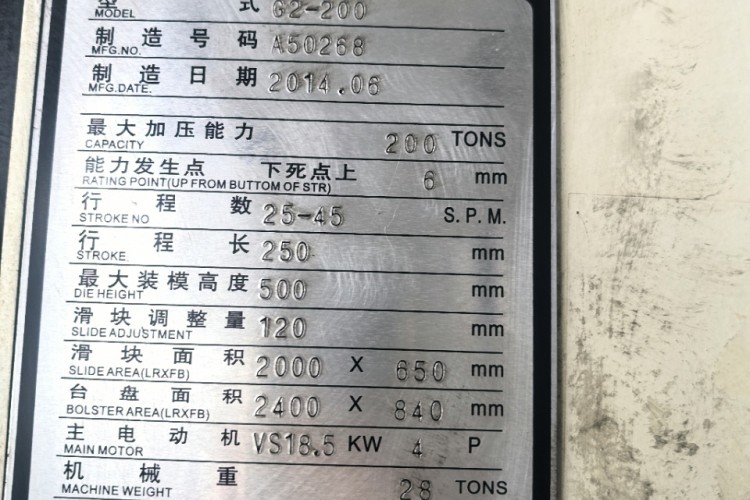 型 式 G2-200
MODEL
制造号码 A50268
MFG.NO.
制造日期 2014.06
MFG.DATE.
最大加压能力 200 TONS
CAPACITY
能力发生点 下死点上 6 mm
RATING POINT(UP FROM BUTTOM OF STR)
行程数 25-45 S.P.M.
STROKE NO
行程长 250 mm
STROKE
最大装模高度 500 mm
DIE HEIGHT
滑块调整量 120 mm
SLIDE ADJUSTMENT
滑块面积 2000 X 650 mm
SLIDE AREA(LRXFB)
台盘面积 2400 X 840 mm
BOLSTER AREA(LRXFB)
主电动机 VS18.5 KW 4 P
MAIN MOTOR
机械重 28 TONS
MACHINE WEIGHT